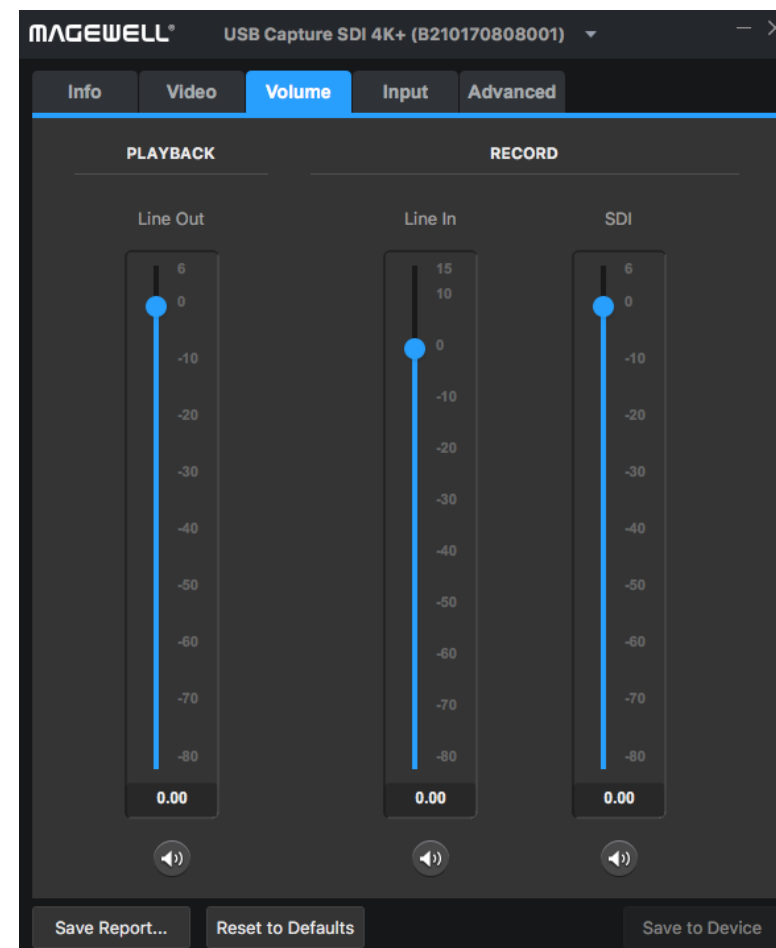 MAGEWELL®
USB Capture SDI 4K+ (B210170808001)
Info
Video
Volume
Input
Advanced
PLAYBACK
RECORD
Line Out
6
0
-10
-20
-30
-40
-50
-60
-70
-80
0.00
Line In
15
10
0
-10
-20
-30
-40
-50
-60
-70
-80
0.00
SDI
6
0
-10
-20
-30
-40
-50
-60
-70
-80
0.00
Save Report...
Reset to Defaults
Save to Device